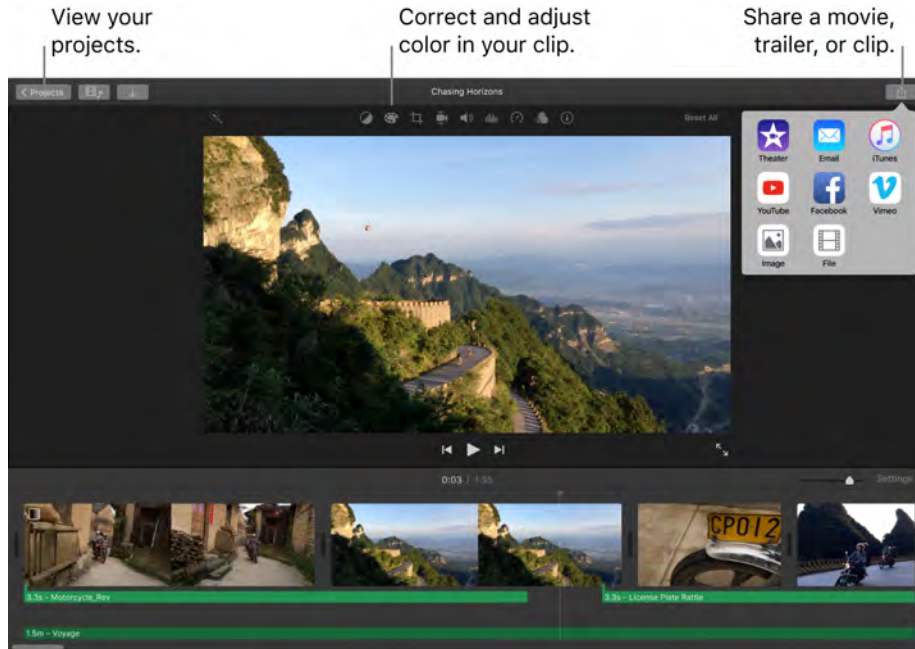 View your
projects.
Correct and adjust
color in your clip.
Share a movie,
trailer, or clip.
Projects
Chasing Horizons
Reset All
Theater
Email
iTunes
YouTube
Facebook
Vimeo
Image
File
0:03 / 1:55
Settings
GP012
3.3s – Motorcycle_Rev
3.3s – License Plate Rattle
1.5m – Voyage